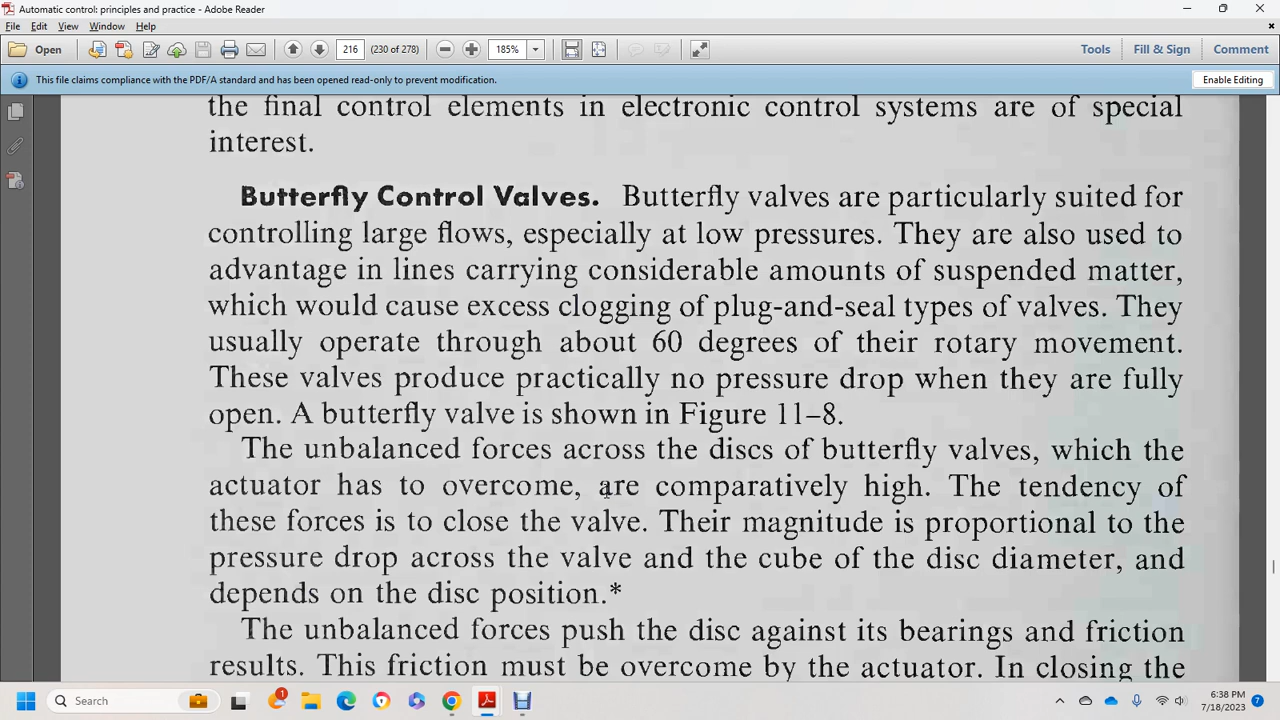 Automatic control: principles and practice - Adobe Reader
File Edit View Window Help
Open 216 (230 of 278) 185% Tools Fill & Sign Comment
This file claims compliance with the PDF/A standard and has been opened read-only to prevent modification. Enable Editing
the final control elements in electronic control systems are of special
interest.
Butterfly Control Valves. Butterfly valves are particularly suited for
controlling large flows, especially at low pressures. They are also used to
advantage in lines carrying considerable amounts of suspended matter,
which would cause excess clogging of plug-and-seal types of valves. They
usually operate through about 60 degrees of their rotary movement.
These valves produce practically no pressure drop when they are fully
open. A butterfly valve is shown in Figure 11–8.
The unbalanced forces across the discs of butterfly valves, which the
actuator has to overcome, are comparatively high. The tendency of
these forces is to close the valve. Their magnitude is proportional to the
pressure drop across the valve and the cube of the disc diameter, and
depends on the disc position.*
The unbalanced forces push the disc against its bearings and friction
results. This friction must be overcome by the actuator. In closing the
Search 1 6:38 PM
7/18/2023 7